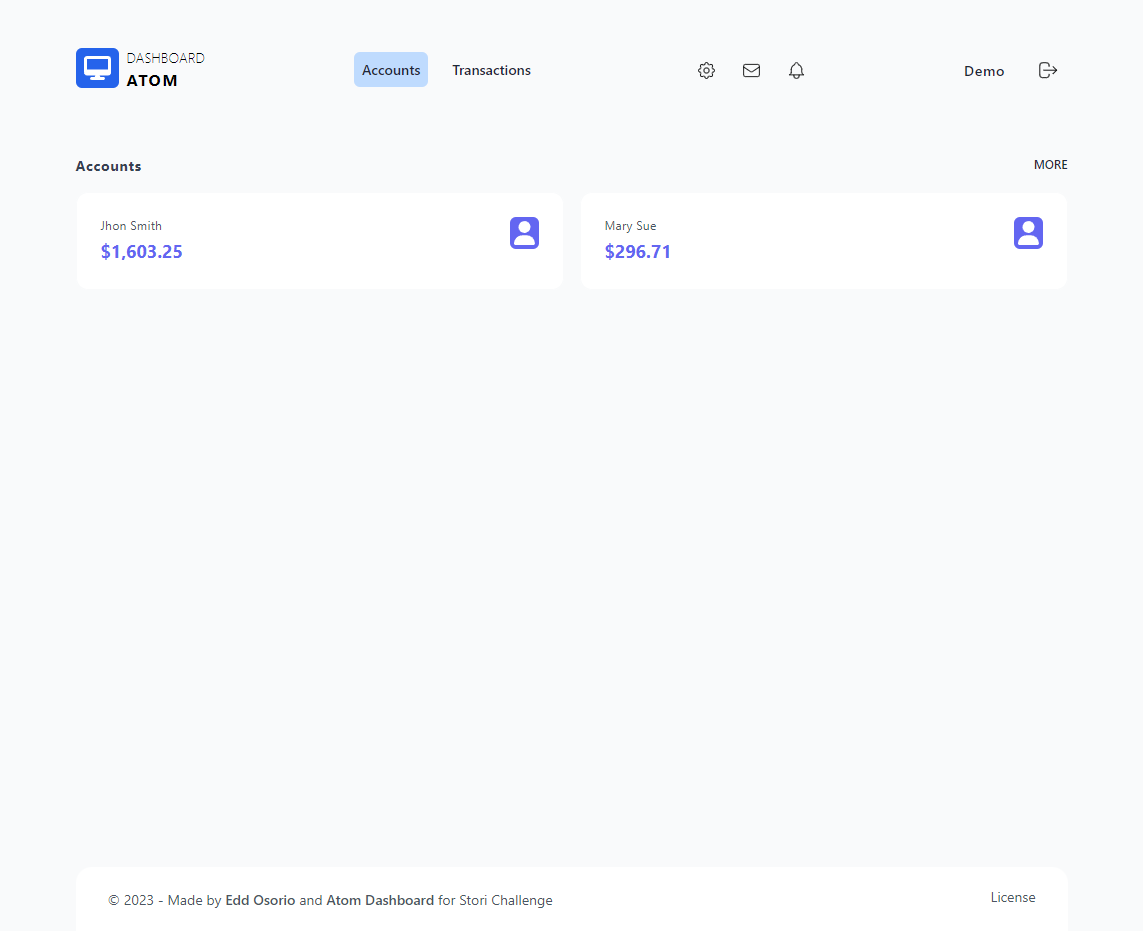 DASHBOARD
ATOM
Accounts
Transactions
Demo
Accounts
MORE
Jhon Smith
$1,603.25
Mary Sue
$296.71
© 2023 - Made by Edd Osorio and Atom Dashboard for Stori Challenge
License